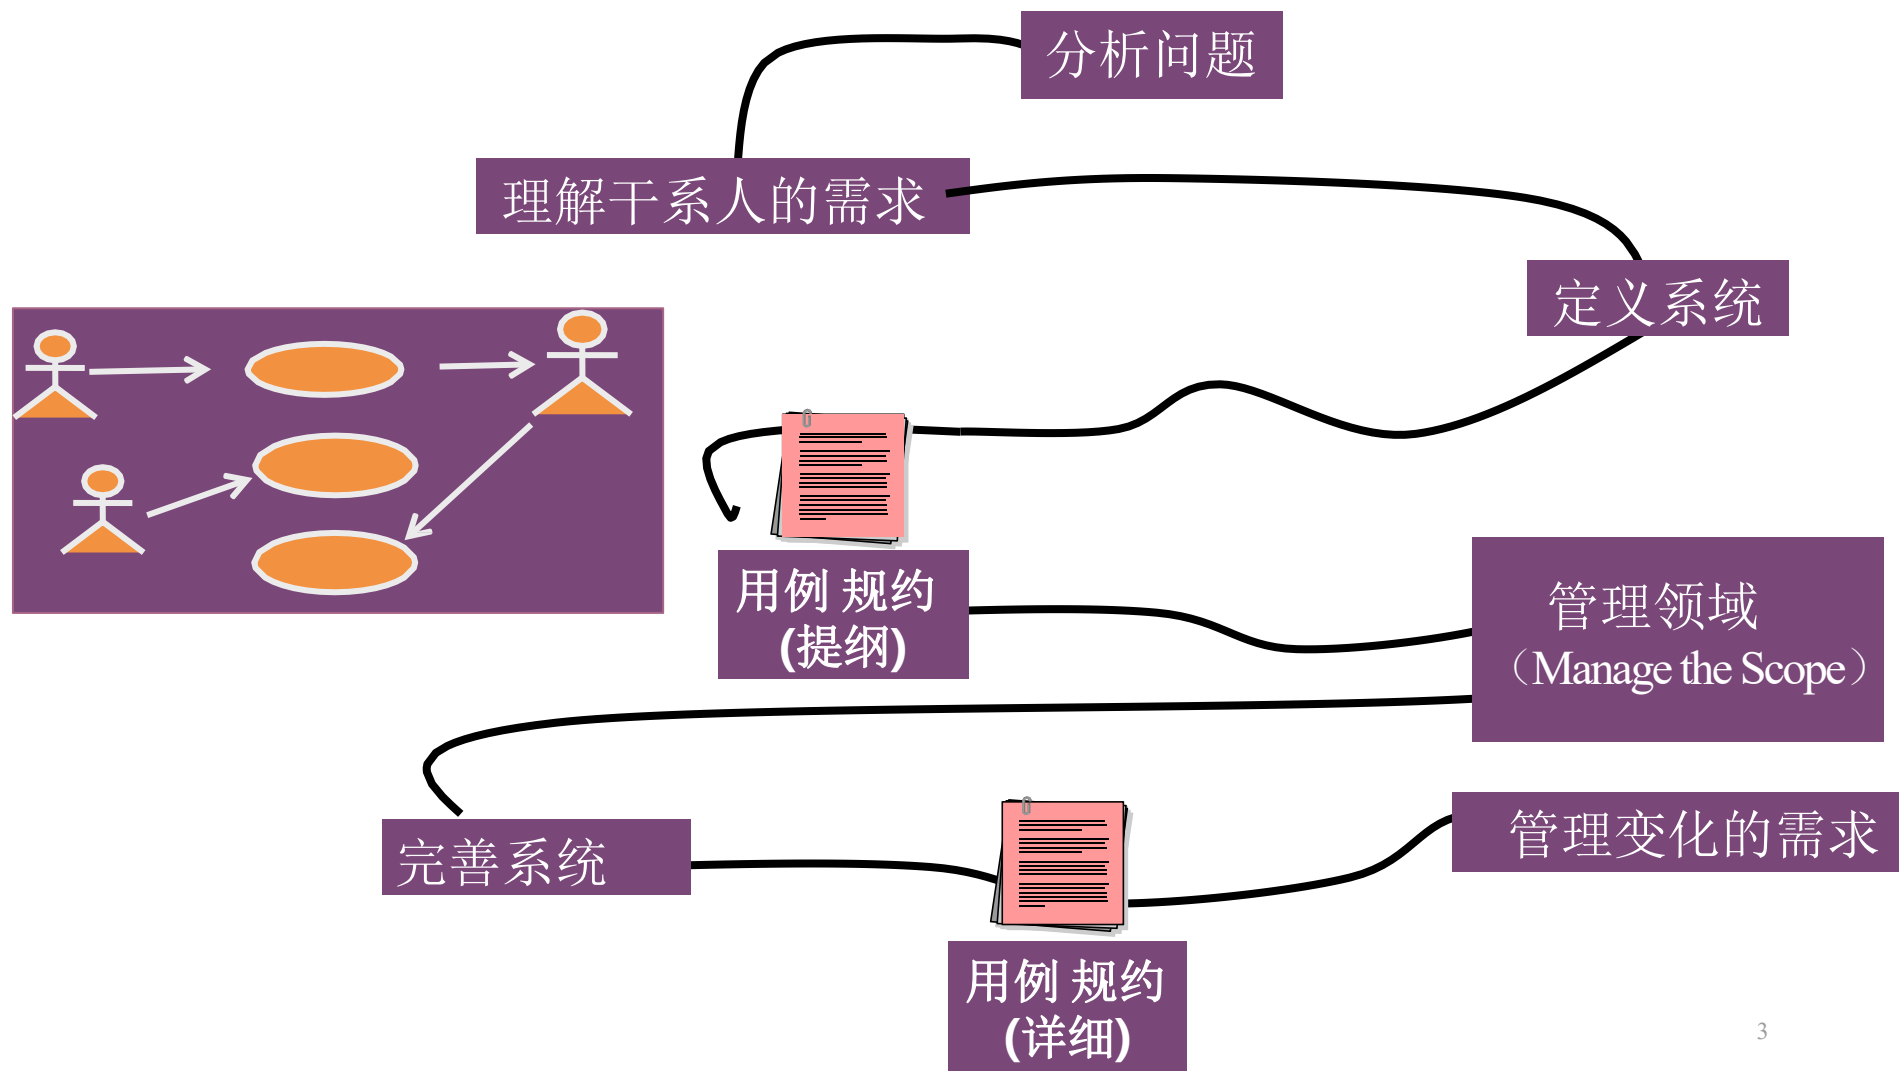 分析问题
理解干系人的需求
定义系统
用例 规约
(提纲)
管理领域
（Manage the Scope）
完善系统
管理变化的需求
用例 规约
(详细)
3